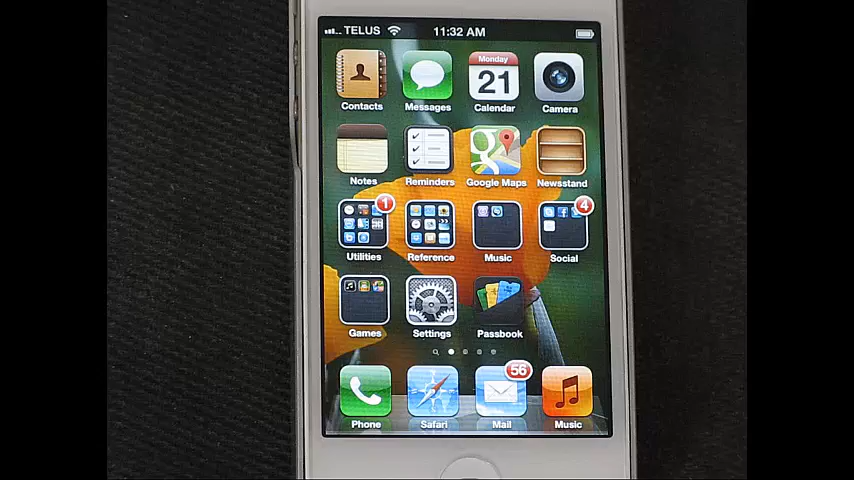 TELUS 11:32 AM
Monday
21
Contacts Messages Calendar Camera
Notes Reminders Google Maps Newsstand
1 4
Utilities Reference Music Social
Games Settings Passbook
56
Phone Safari Mail Music